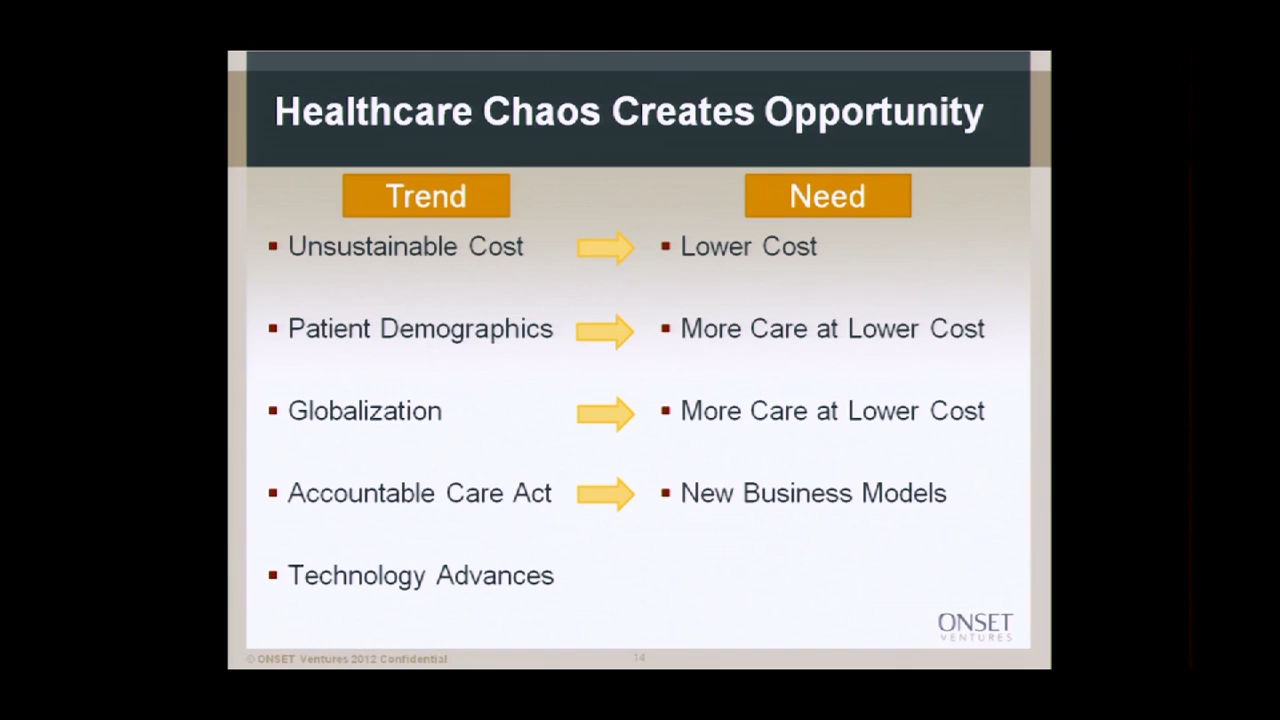 Healthcare Chaos Creates Opportunity
Trend
Need
Unsustainable Cost
Lower Cost
Patient Demographics
More Care at Lower Cost
Globalization
More Care at Lower Cost
Accountable Care Act
New Business Models
Technology Advances
ONSET
VENTURES
© ONSET Ventures 2012 Confidential
14